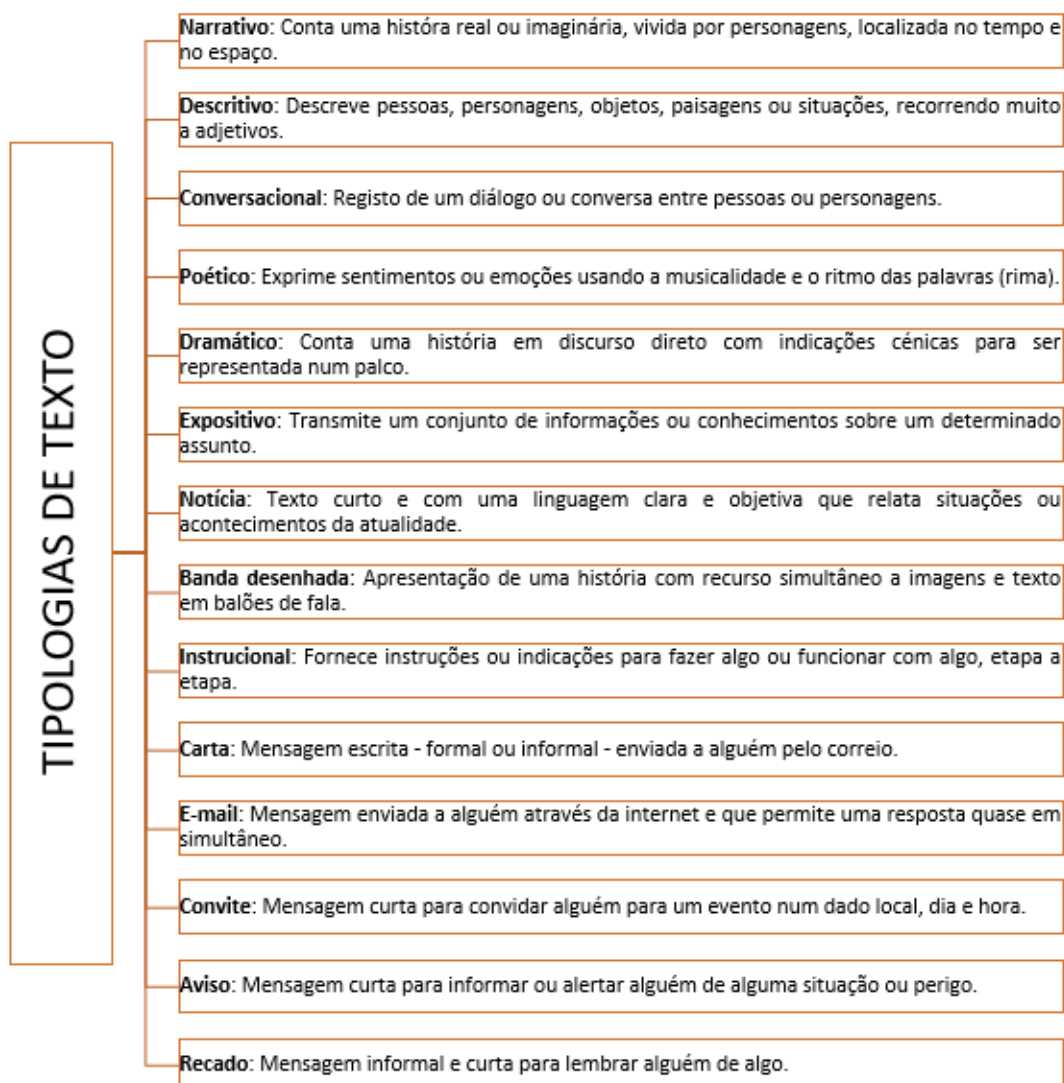 TIPOLOGIAS DE TEXTO
Narrativo: Conta uma históra real ou imaginária, vivida por personagens, localizada no tempo e
no espaço.
Descritivo: Descreve pessoas, personagens, objetos, paisagens ou situações, recorrendo muito
a adjetivos.
Conversacional: Registo de um diálogo ou conversa entre pessoas ou personagens.
Poético: Exprime sentimentos ou emoções usando a musicalidade e o ritmo das palavras (rima).
Dramático: Conta uma história em discurso direto com indicações cénicas para ser
representada num palco.
Expositivo: Transmite um conjunto de informações ou conhecimentos sobre um determinado
assunto.
Notícia: Texto curto e com uma linguagem clara e objetiva que relata situações ou
acontecimentos da atualidade.
Banda desenhada: Apresentação de uma história com recurso simultâneo a imagens e texto
em balões de fala.
Instrucional: Fornece instruções ou indicações para fazer algo ou funcionar com algo, etapa a
etapa.
Carta: Mensagem escrita - formal ou informal - enviada a alguém pelo correio.
E-mail: Mensagem enviada a alguém através da internet e que permite uma resposta quase em
simultâneo.
Convite: Mensagem curta para convidar alguém para um evento num dado local, dia e hora.
Aviso: Mensagem curta para informar ou alertar alguém de alguma situação ou perigo.
Recado: Mensagem informal e curta para lembrar alguém de algo.